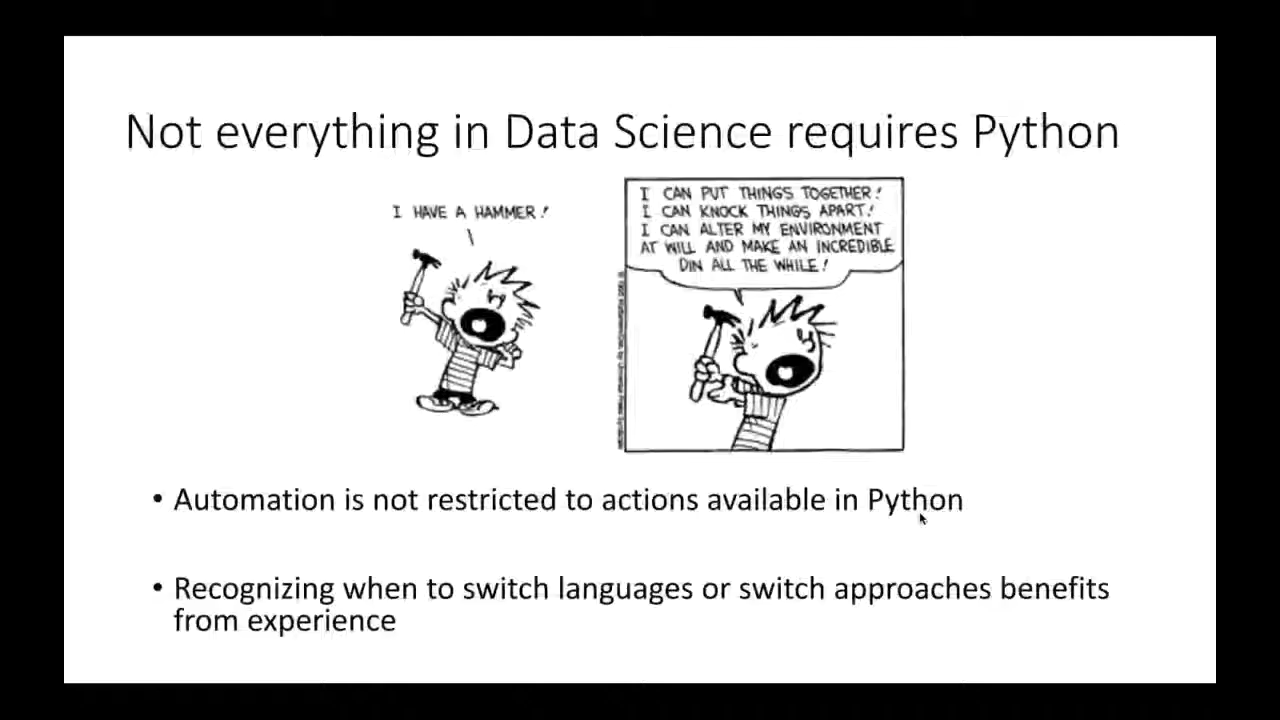 Not everything in Data Science requires Python
I HAVE A HAMMER!
I CAN PUT THINGS TOGETHER!
I CAN KNOCK THINGS APART!
I CAN ALTER MY ENVIRONMENT
AT WILL AND MAKE AN INCREDIBLE
DIN ALL THE WHILE!
• Automation is not restricted to actions available in Python
• Recognizing when to switch languages or switch approaches benefits
from experience